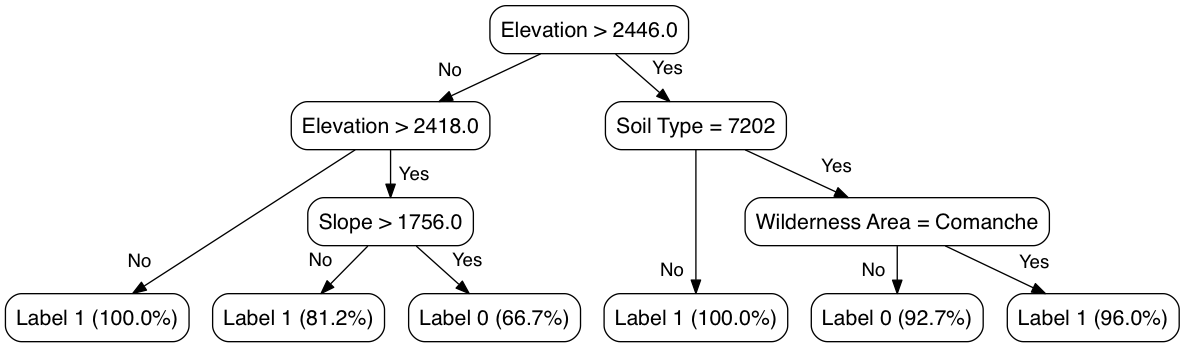 Elevation > 2446.0
No
Yes
Elevation > 2418.0
Soil Type = 7202
Yes
Yes
Slope > 1756.0
Wilderness Area = Comanche
No
No
Yes
No
No
Yes
Label 1 (100.0%)
Label 1 (81.2%)
Label 0 (66.7%)
Label 1 (100.0%)
Label 0 (92.7%)
Label 1 (96.0%)